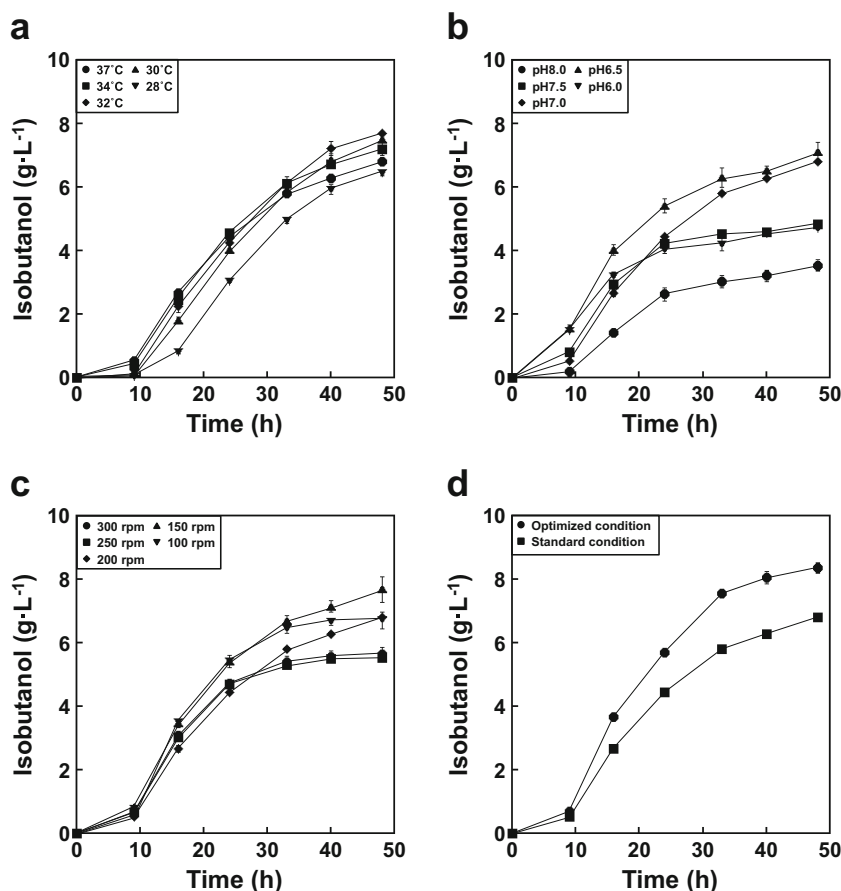 a
10
8
6
4
2
0
Isobutanol (g·L⁻¹)
37˚C 30˚C
34˚C 28˚C
32˚C
0 10 20 30 40 50
Time (h)
b
10
8
6
4
2
0
Isobutanol (g·L⁻¹)
pH8.0 pH6.5
pH7.5 pH6.0
pH7.0
0 10 20 30 40 50
Time (h)
c
10
8
6
4
2
0
Isobutanol (g·L⁻¹)
300 rpm 150 rpm
250 rpm 100 rpm
200 rpm
0 10 20 30 40 50
Time (h)
d
10
8
6
4
2
0
Isobutanol (g·L⁻¹)
Optimized condition
Standard condition
0 10 20 30 40 50
Time (h)